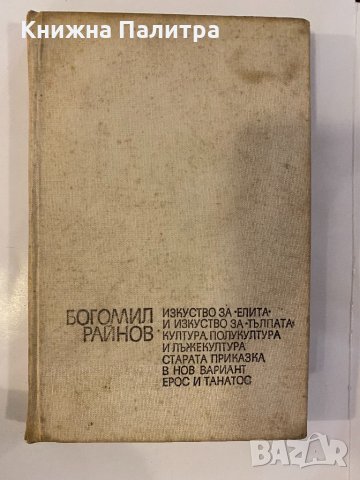 Книжна Палитра
БОГОМИЛ
РАЙНОВ
ИЗКУСТВО ЗА «ЕЛИТА»
И ИЗКУСТВО ЗА «ТЪЛПАТА»
КУЛТУРА, ПОЛУКУЛТУРА
И ЛЪЖЕКУЛТУРА
СТАРАТА ПРИКАЗКА
В НОВ ВАРИАНТ
ЕРОС И ТАНАТОС
BAZAR